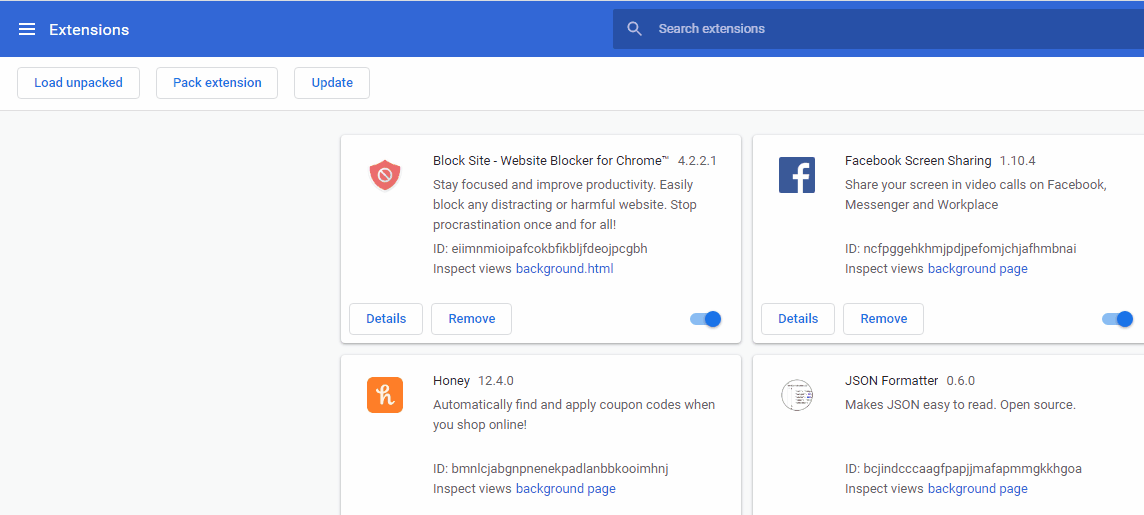 Extensions
Search extensions
Load unpacked
Pack extension
Update
Block Site - Website Blocker for Chrome™ 4.2.2.1
Stay focused and improve productivity. Easily
block any distracting or harmful website. Stop
procrastination once and for all!
ID: eiimnmioipafcokbfikbljfdeojpcgbh
Inspect views background.html
Details
Remove
Facebook Screen Sharing 1.10.4
Share your screen in video calls on Facebook,
Messenger and Workplace
ID: ncfpggehkhmjpdjpefomjchjafhmbnai
Inspect views background page
Details
Remove
Honey 12.4.0
Automatically find and apply coupon codes when
you shop online!
ID: bmnlcjabgnpnenekpadlanbbkooimhnj
Inspect views background page
JSON Formatter 0.6.0
Makes JSON easy to read. Open source.
ID: bcjindcccaagfpapjjmafapmmgkkhgoa
Inspect views background page